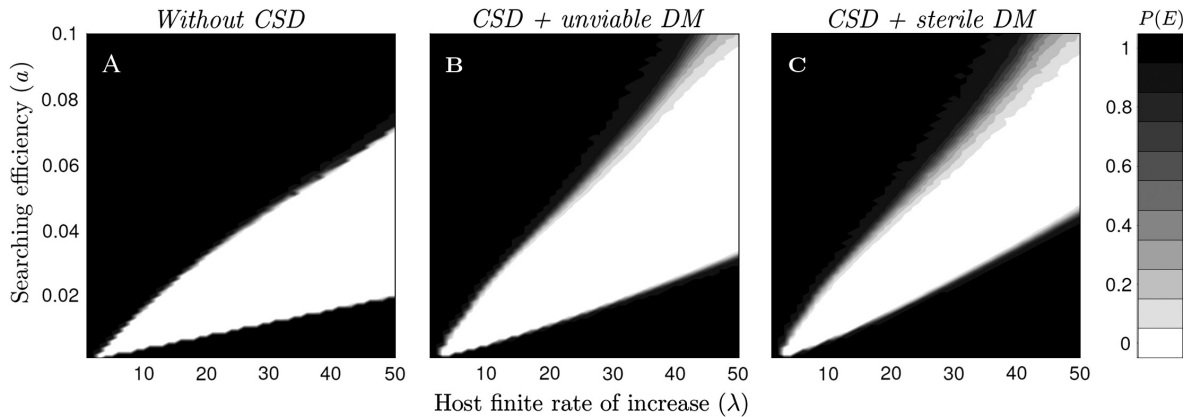 Without CSD
CSD + unviable DM
CSD + sterile DM
P(E)
Searching efficiency (a)
0.1
0.08
0.06
0.04
0.02
A
B
C
1
0.8
0.6
0.4
0.2
0
10 20 30 40 50
10 20 30 40 50
10 20 30 40 50
Host finite rate of increase (λ)